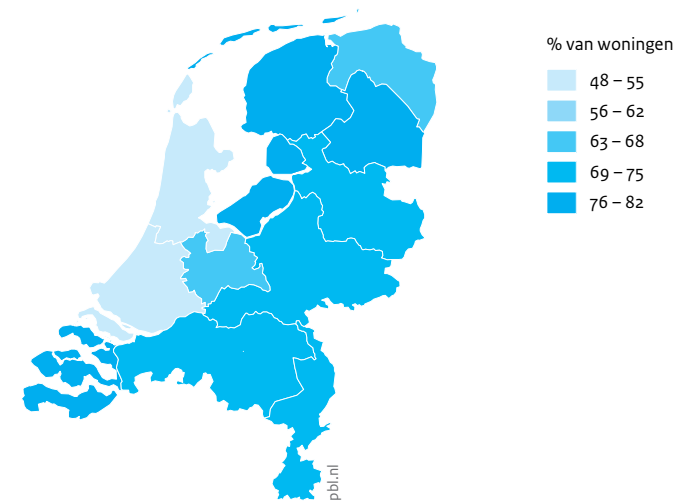 % van woningen
48 – 55
56 – 62
63 – 68
69 – 75
76 – 82
pbl.nl